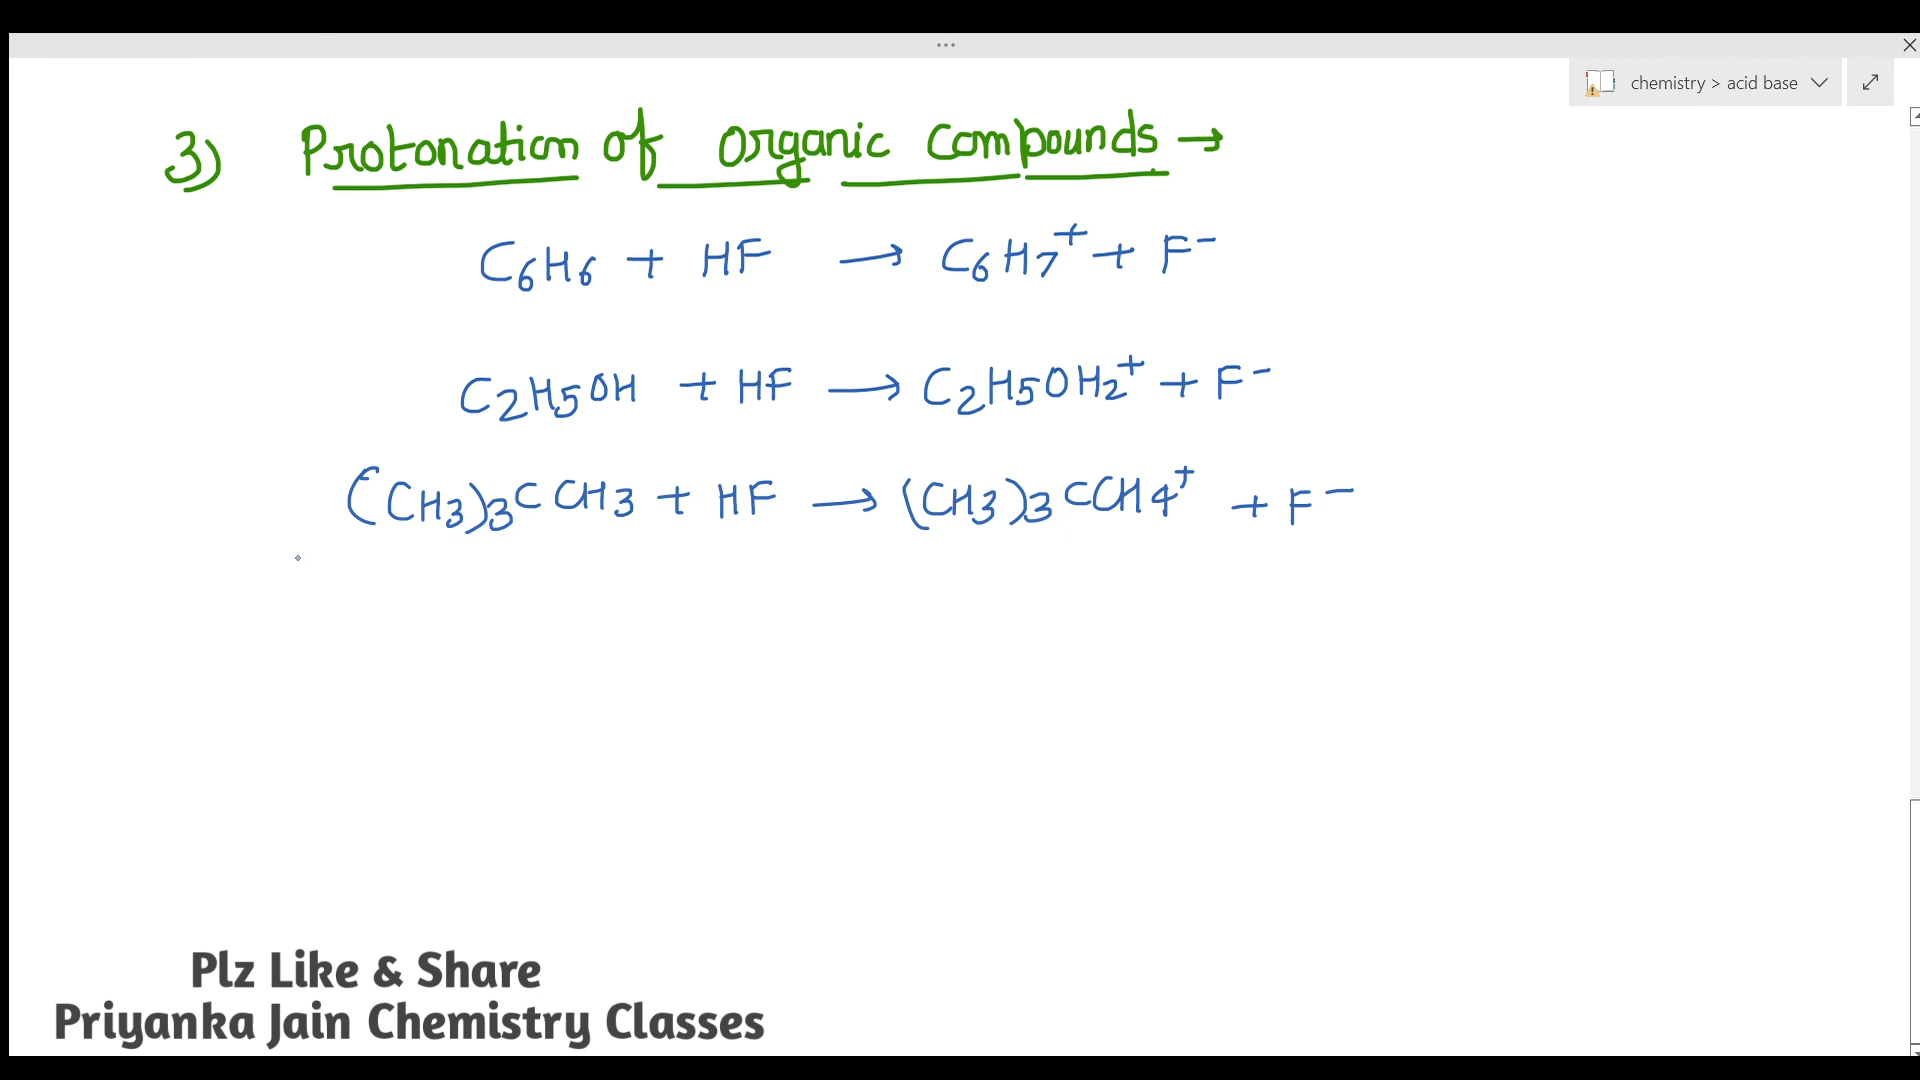 chemistry > acid base
3) Protonation of organic compounds →
C6H6 + HF → C6H7+ + F-
C2H5OH + HF → C2H5OH2+ + F-
((CH3)3CCH3 + HF → (CH3)3CCH4+ + F-
Plz Like & Share
Priyanka Jain Chemistry Classes